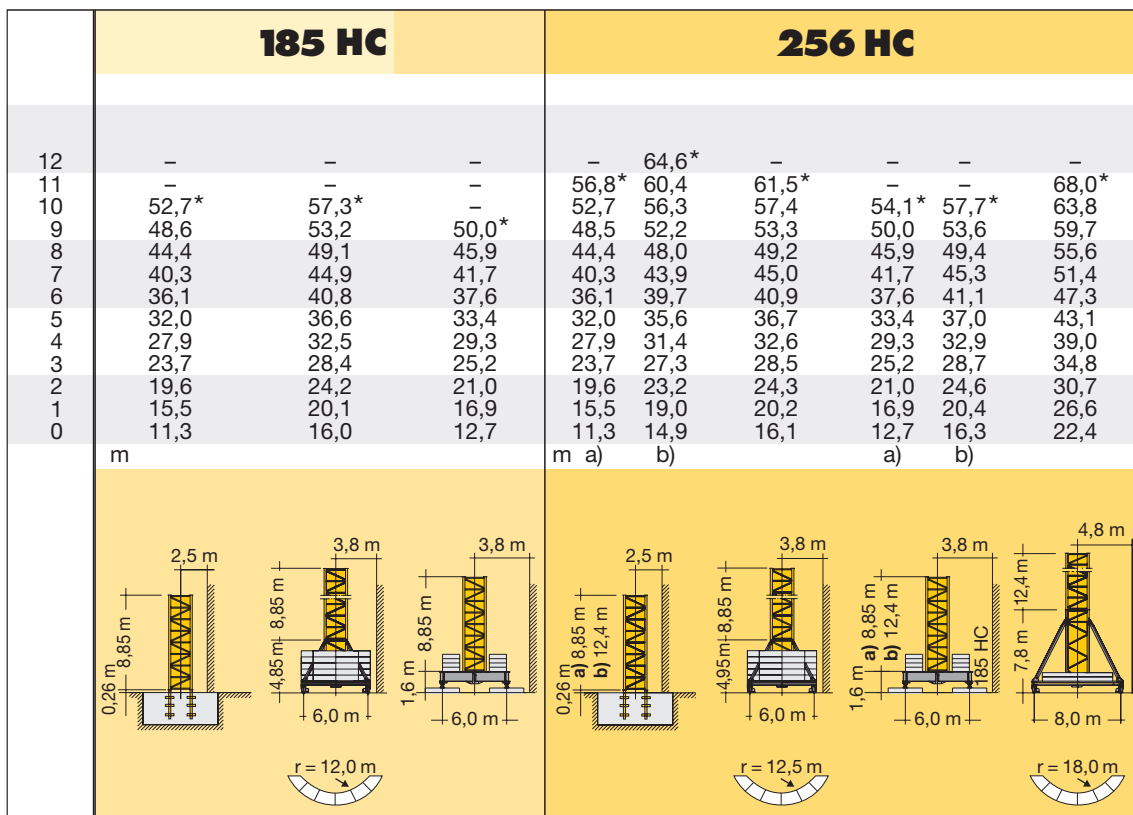 185 HC 256 HC
12 – – – – 64,6* – – – –
11 – – – 56,8* 60,4 61,5* – – 68,0*
10 52,7* 57,3* – 52,7 56,3 57,4 54,1* 57,7* 63,8
9 48,6 53,2 50,0* 48,5 52,2 53,3 50,0 53,6 59,7
8 44,4 49,1 45,9 44,4 48,0 49,2 45,9 49,4 55,6
7 40,3 44,9 41,7 40,3 43,9 45,0 41,7 45,3 51,4
6 36,1 40,8 37,6 36,1 39,7 40,9 37,6 41,1 47,3
5 32,0 36,6 33,4 32,0 35,6 36,7 33,4 37,0 43,1
4 27,9 32,5 29,3 27,9 31,4 32,6 29,3 32,9 39,0
3 23,7 28,4 25,2 23,7 27,3 28,5 25,2 28,7 34,8
2 19,6 24,2 21,0 19,6 23,2 24,3 21,0 24,6 30,7
1 15,5 20,1 16,9 15,5 19,0 20,2 16,9 20,4 26,6
0 11,3 16,0 12,7 11,3 14,9 16,1 12,7 16,3 22,4
m m a) b) a) b)
2,5 m
8,85 m
0,26 m
3,8 m
8,85 m
4,85m
6,0 m
r = 12,0 m
3,8 m
8,85 m
1,6 m
6,0 m
2,5 m
a) 8,85 m
b) 12,4 m
0,26 m
3,8 m
8,85 m
4,95m
6,0 m
r = 12,5 m
3,8 m
a) 8,85 m
b) 12,4 m
1,6 m
185 HC
6,0 m
4,8 m
12,4 m
7,8 m
8,0 m
r = 18,0 m